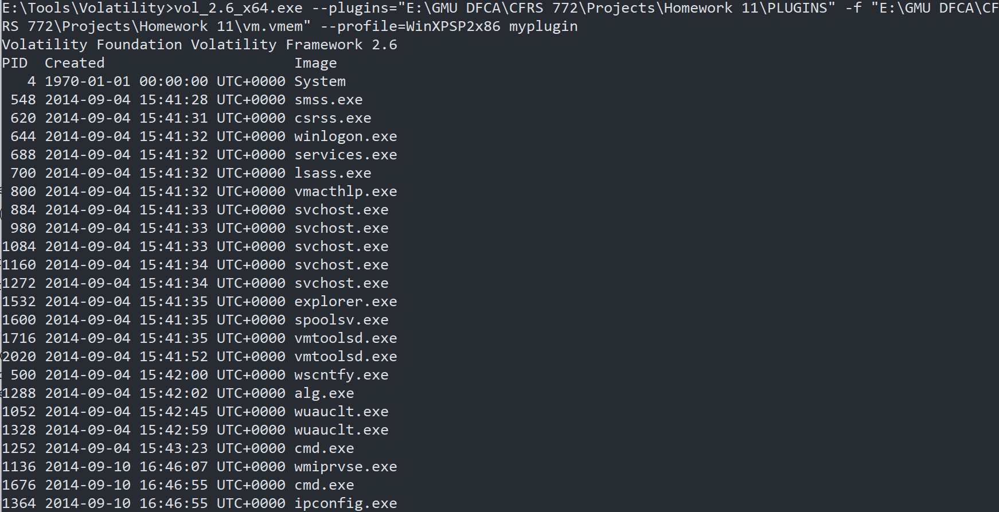 E:\Tools\Volatility>vol_2.6_x64.exe --plugins="E:\GMU DFCA\CFRS 772\Projects\Homework 11\PLUGINS" -f "E:\GMU DFCA\CF
RS 772\Projects\Homework 11\vm.vmem" --profile=WinXPSP2x86 myplugin
Volatility Foundation Volatility Framework 2.6
PID  Created                      Image
   4 1970-01-01 00:00:00 UTC+0000 System
 548 2014-09-04 15:41:28 UTC+0000 smss.exe
 620 2014-09-04 15:41:31 UTC+0000 csrss.exe
 644 2014-09-04 15:41:32 UTC+0000 winlogon.exe
 688 2014-09-04 15:41:32 UTC+0000 services.exe
 700 2014-09-04 15:41:32 UTC+0000 lsass.exe
 800 2014-09-04 15:41:32 UTC+0000 vmacthlp.exe
 884 2014-09-04 15:41:33 UTC+0000 svchost.exe
 980 2014-09-04 15:41:33 UTC+0000 svchost.exe
1084 2014-09-04 15:41:33 UTC+0000 svchost.exe
1160 2014-09-04 15:41:34 UTC+0000 svchost.exe
1272 2014-09-04 15:41:34 UTC+0000 svchost.exe
1532 2014-09-04 15:41:35 UTC+0000 explorer.exe
1600 2014-09-04 15:41:35 UTC+0000 spoolsv.exe
1716 2014-09-04 15:41:35 UTC+0000 vmtoolsd.exe
2020 2014-09-04 15:41:52 UTC+0000 vmtoolsd.exe
 500 2014-09-04 15:42:00 UTC+0000 wscntfy.exe
1288 2014-09-04 15:42:02 UTC+0000 alg.exe
1052 2014-09-04 15:42:45 UTC+0000 wuauclt.exe
1328 2014-09-04 15:42:59 UTC+0000 wuauclt.exe
1252 2014-09-04 15:43:23 UTC+0000 cmd.exe
1136 2014-09-10 16:46:07 UTC+0000 wmiprvse.exe
1676 2014-09-10 16:46:55 UTC+0000 cmd.exe
1364 2014-09-10 16:46:55 UTC+0000 ipconfig.exe